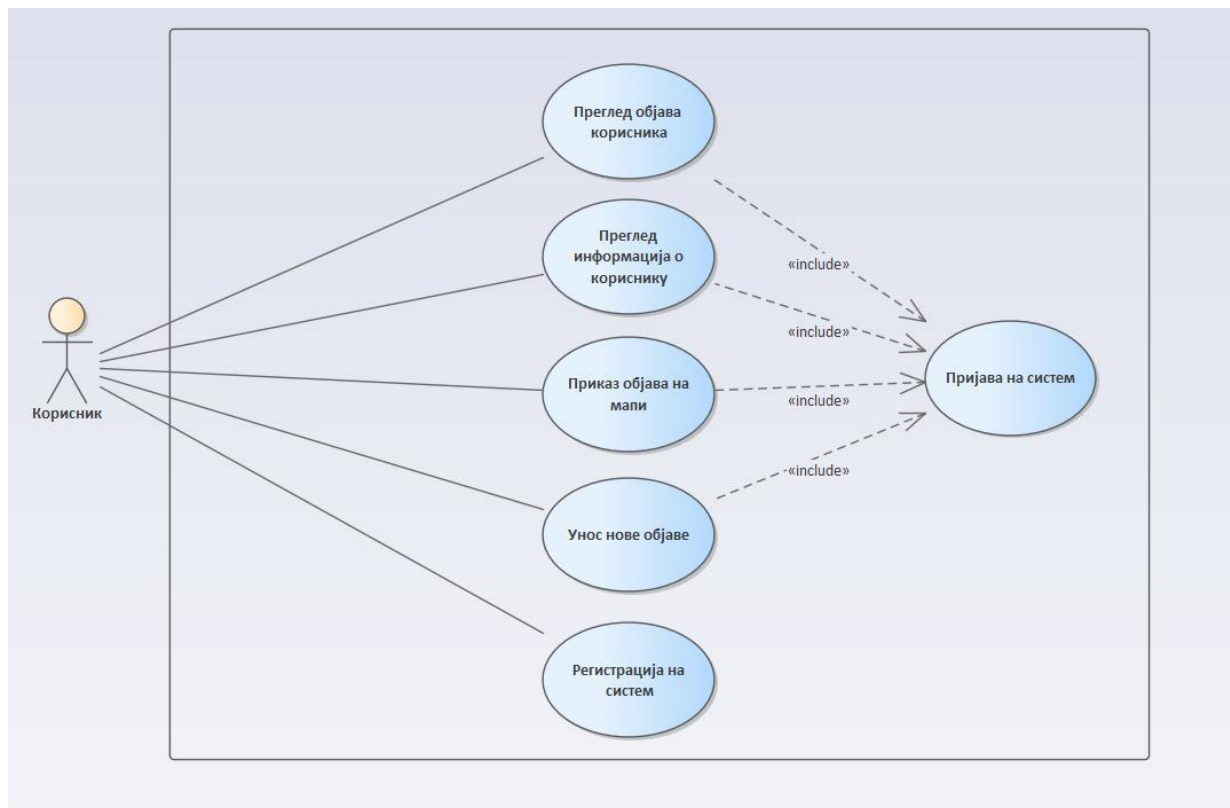 Преглед објава
корисника
Преглед
информација о
кориснику
«include»
«include»
Пријава на систем
Приказ објава на
мапи
«include»
Корисник
«include»
Унос нове објаве
Регистрација на
систем